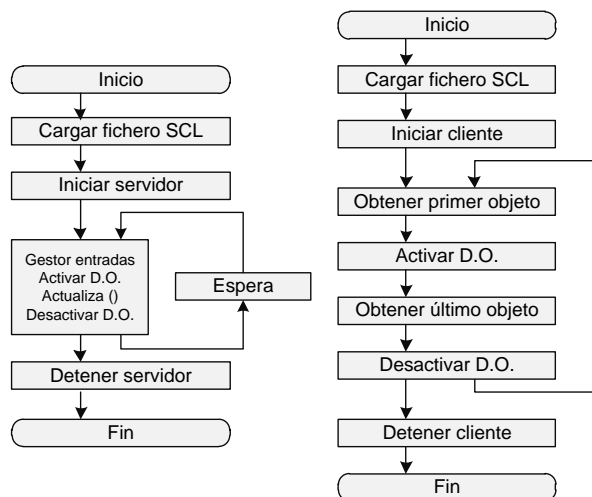 Inicio
Cargar fichero SCL
Iniciar servidor
Gestor entradas
Activar D.O.
Actualiza ()
Desactivar D.O.
Espera
Detener servidor
Fin
Inicio
Cargar fichero SCL
Iniciar cliente
Obtener primer objeto
Activar D.O.
Obtener último objeto
Desactivar D.O.
Detener cliente
Fin